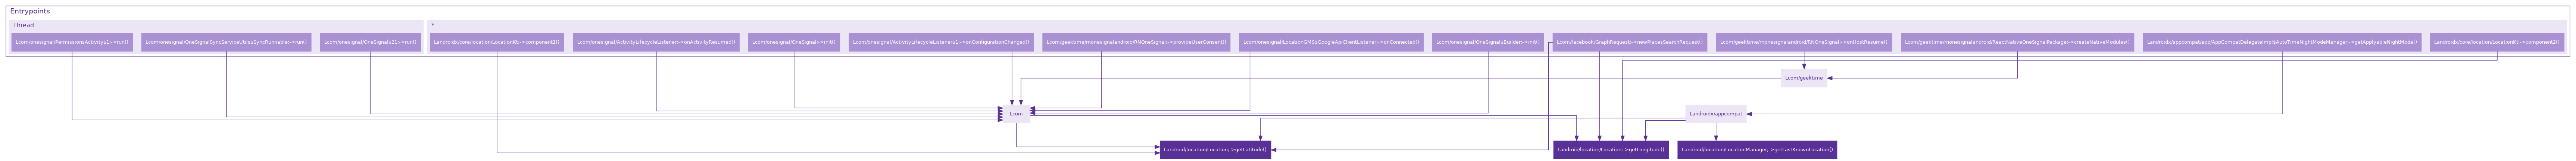 Entrypoints
Thread
*
Lcom/onesignal/PermissionsActivity$1;->run()
Lcom/onesignal/OneSignalSyncServiceUtils$SyncRunnable;->run()
Lcom/onesignal/OneSignal$21;->run()
Landroidx/core/location/LocationKt;->component1()
Lcom/onesignal/ActivityLifecycleListener;->onActivityResumed()
Lcom/onesignal/OneSignal;->init()
Lcom/onesignal/ActivityLifecycleListener$1;->onConfigurationChanged()
Lcom/geektime/rnonesignalandroid/RNOneSignal;->provideUserConsent()
Lcom/onesignal/LocationGMS$GoogleApiClientListener;->onConnected()
Lcom/onesignal/OneSignal$Builder;->init()
Lcom/facebook/GraphRequest;->newPlacesSearchRequest()
Lcom/geektime/rnonesignalandroid/RNOneSignal;->onHostResume()
Lcom/geektime/rnonesignalandroid/ReactNativeOneSignalPackage;->createNativeModules()
Landroidx/appcompat/app/AppCompatDelegateImpl$AutoTimeNightModeManager;->getApplyableNightMode()
Landroidx/core/location/LocationKt;->component2()
Lcom/geektime
Lcom
Landroidx/appcompat
Landroid/location/Location;->getLatitude()
Landroid/location/Location;->getLongitude()
Landroid/location/LocationManager;->getLastKnownLocation()